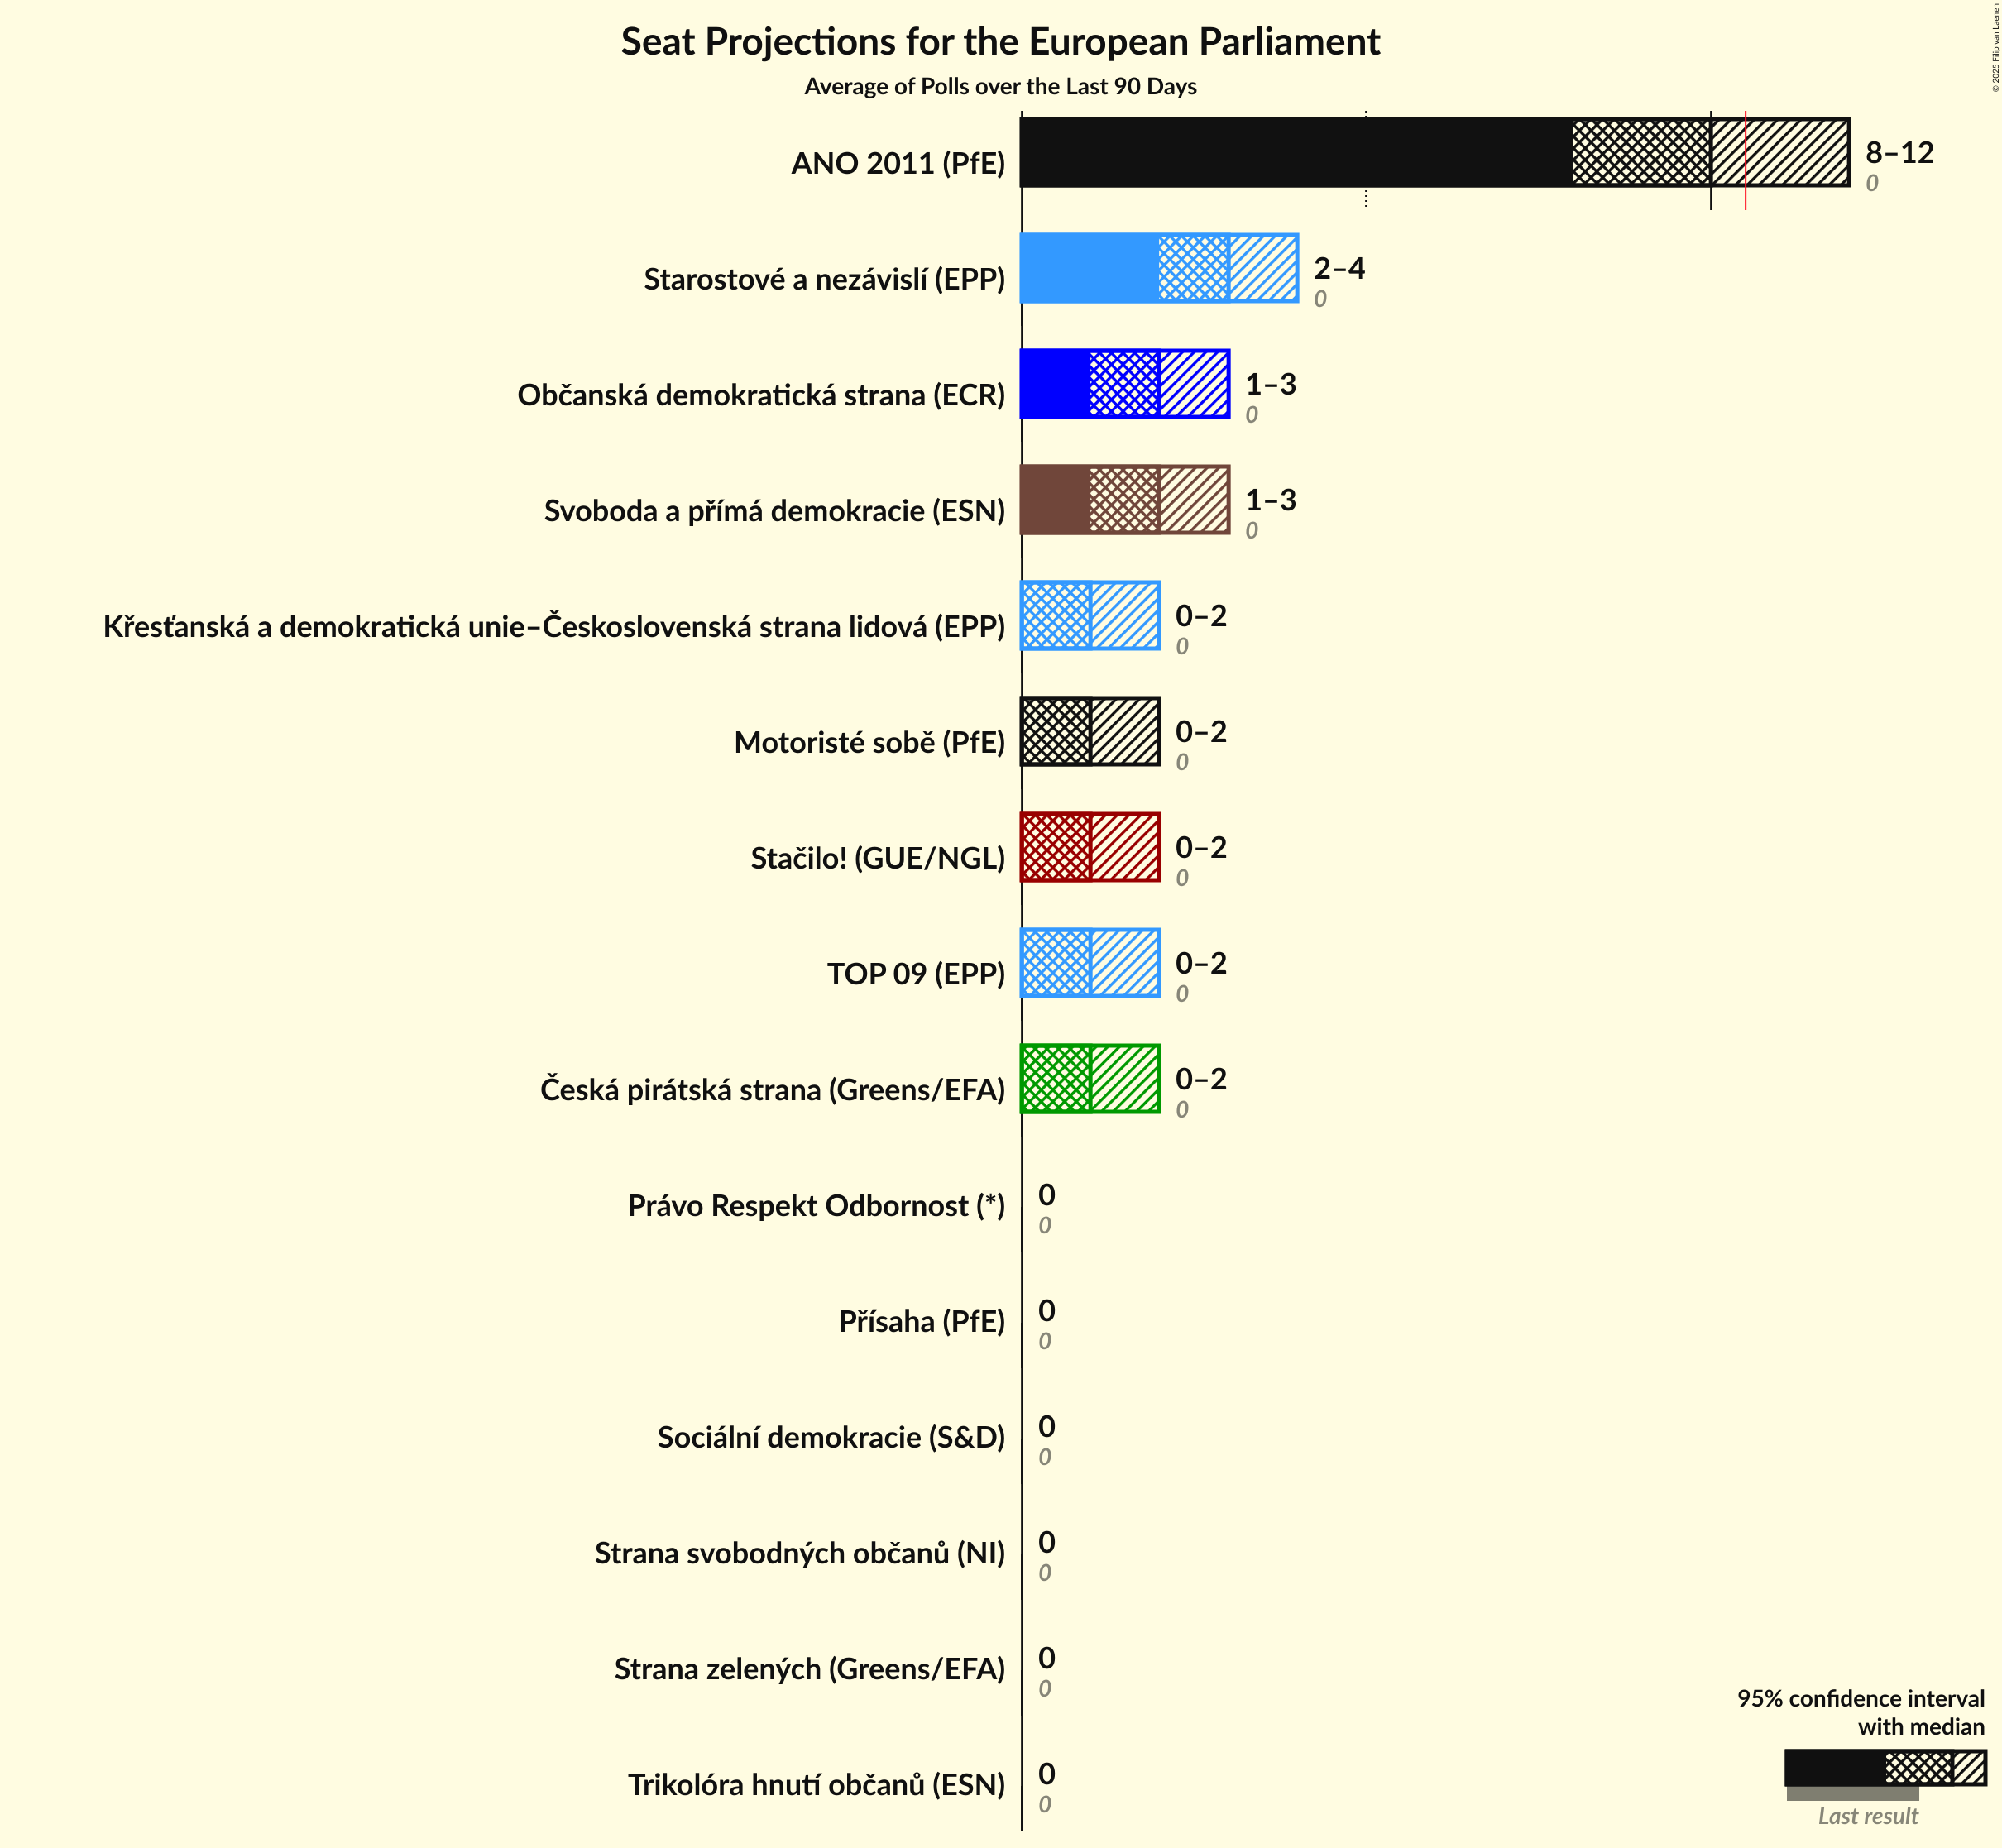 Seat Projections for the European Parliament
Average of Polls over the Last 90 Days
© 2025 Filip van Laenen
ANO 2011 (PfE)
8–12
0
Starostové a nezávislí (EPP)
2–4
0
Občanská demokratická strana (ECR)
1–3
0
Svoboda a přímá demokracie (ESN)
1–3
0
Křesťanská a demokratická unie–Československá strana lidová (EPP)
0–2
0
Motoristé sobě (PfE)
0–2
0
Stačilo! (GUE/NGL)
0–2
0
TOP 09 (EPP)
0–2
0
Česká pirátská strana (Greens/EFA)
0–2
0
Právo Respekt Odbornost (*)
0
0
Přísaha (PfE)
0
0
Sociální demokracie (S&D)
0
0
Strana svobodných občanů (NI)
0
0
Strana zelených (Greens/EFA)
0
0
Trikolóra hnutí občanů (ESN)
0
0
95% confidence interval
with median
Last result